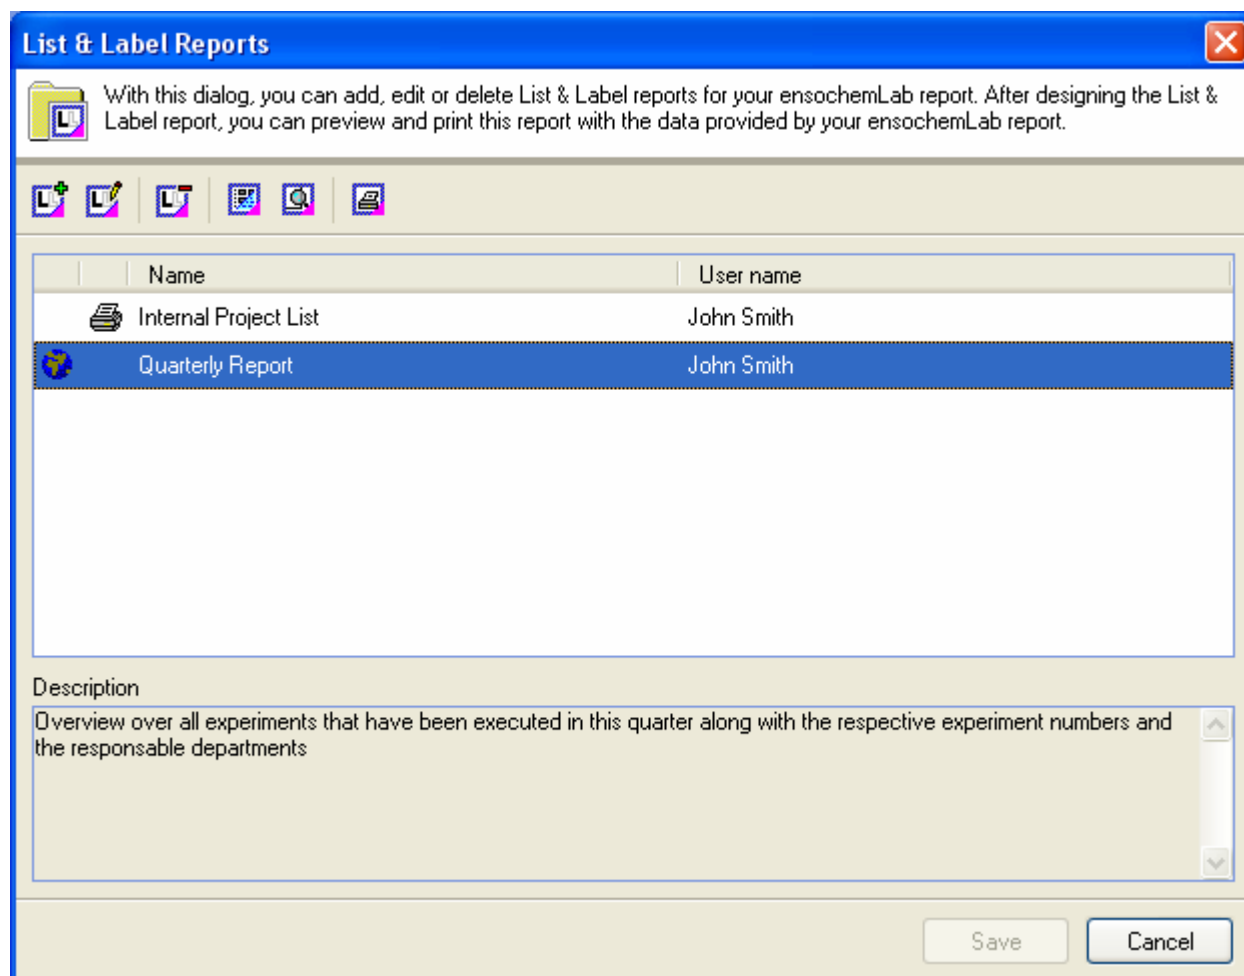 List & Label Reports
With this dialog, you can add, edit or delete List & Label reports for your ensochemLab report. After designing the List &
Label report, you can preview and print this report with the data provided by your ensochemLab report.
Name User name
Internal Project List John Smith
Quarterly Report John Smith
Description
Overview over all experiments that have been executed in this quarter along with the respective experiment numbers and
the responsable departments
Save Cancel